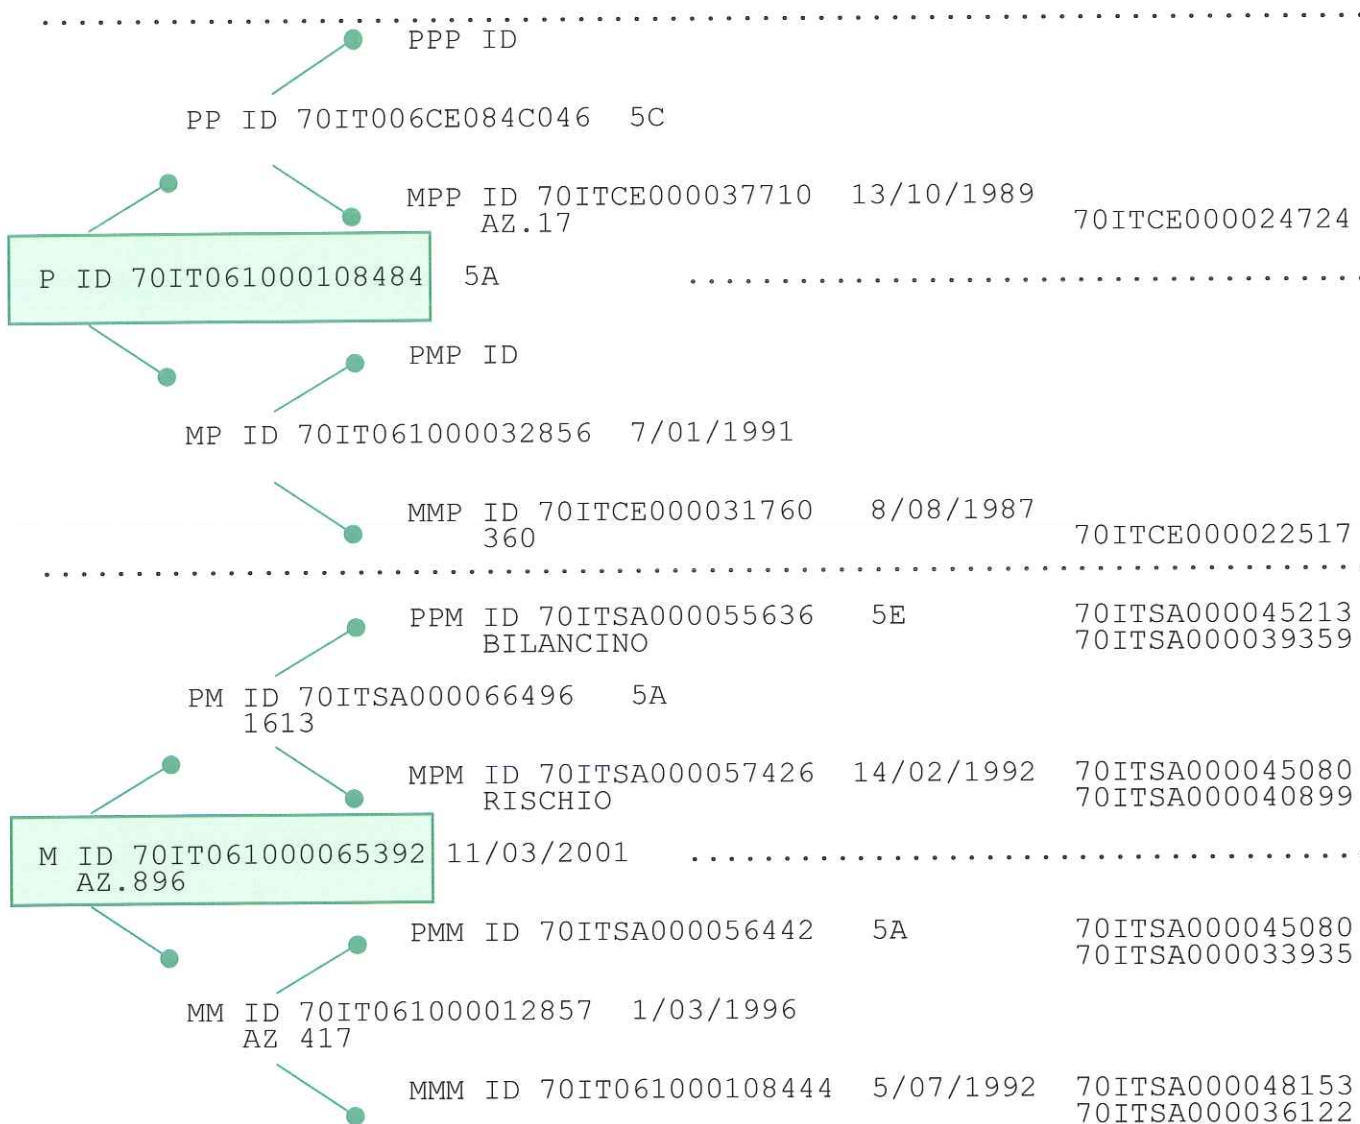 PPP ID
PP ID 70IT006CE084C046 5C
MPP ID 70ITCE000037710 13/10/1989
AZ.17 70ITCE000024724
P ID 70IT061000108484 5A
PMP ID
MP ID 70IT061000032856 7/01/1991
MMP ID 70ITCE000031760 8/08/1987
360 70ITCE000022517
PPM ID 70ITSA000055636 5E 70ITSA000045213
BILANCINO 70ITSA000039359
PM ID 70ITSA000066496 5A
1613
MPM ID 70ITSA000057426 14/02/1992 70ITSA000045080
RISCHIO 70ITSA000040899
M ID 70IT061000065392 11/03/2001
AZ.896
PMM ID 70ITSA000056442 5A 70ITSA000045080
70ITSA000033935
MM ID 70IT061000012857 1/03/1996
AZ 417
MMM ID 70IT061000108444 5/07/1992 70ITSA000048153
70ITSA000036122